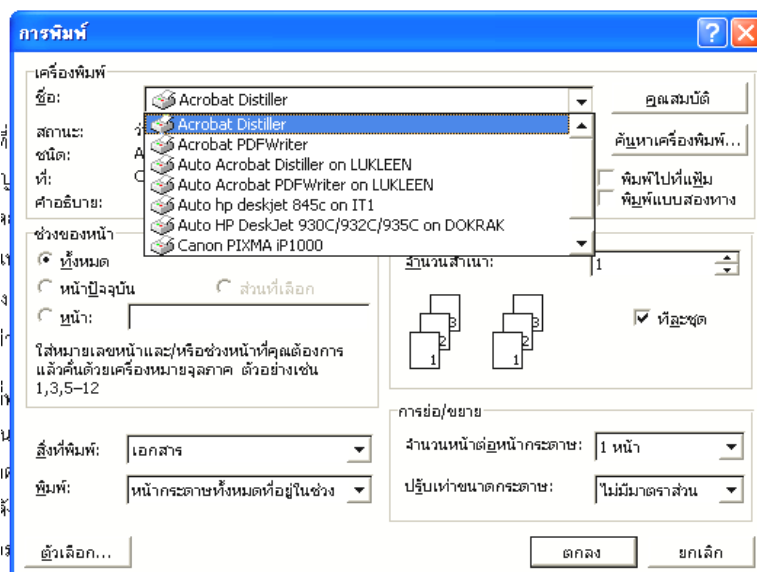 การพิมพ์
เครื่องพิมพ์
ชื่อ: Acrobat Distiller คุณสมบัติ
สถานะ: Acrobat Distiller
ชนิด: Acrobat PDFWriter ค้นหาเครื่องพิมพ์...
ที่: Auto Acrobat Distiller on LUKLEEN พิมพ์ไปที่แฟ้ม
Auto Acrobat PDFWriter on LUKLEEN
คำอธิบาย: Auto hp deskjet 845c on IT1 พิมพ์แบบสองทาง
Auto HP DeskJet 930C/932C/935C on DOKRAK
Canon PIXMA iP1000
ช่วงของหน้า
ทั้งหมด
หน้าปัจจุบัน ส่วนที่เลือก
หน้า:
ใส่หมายเลขหน้าและ/หรือช่วงหน้าที่คุณต้องการ
แล้วคั่นด้วยเครื่องหมายจุลภาค ตัวอย่างเช่น
1,3,5–12
จำนวนสำเนา: 1
3 3
2 2
1 1
ทีละชุด
สิ่งที่พิมพ์: เอกสาร
พิมพ์: หน้ากระดาษทั้งหมดที่อยู่ในช่วง
การย่อ/ขยาย
จำนวนหน้าต่อหน้ากระดาษ: 1 หน้า
ปรับเท่าขนาดกระดาษ: ไม่มีมาตราส่วน
ตัวเลือก... ตกลง ยกเลิก